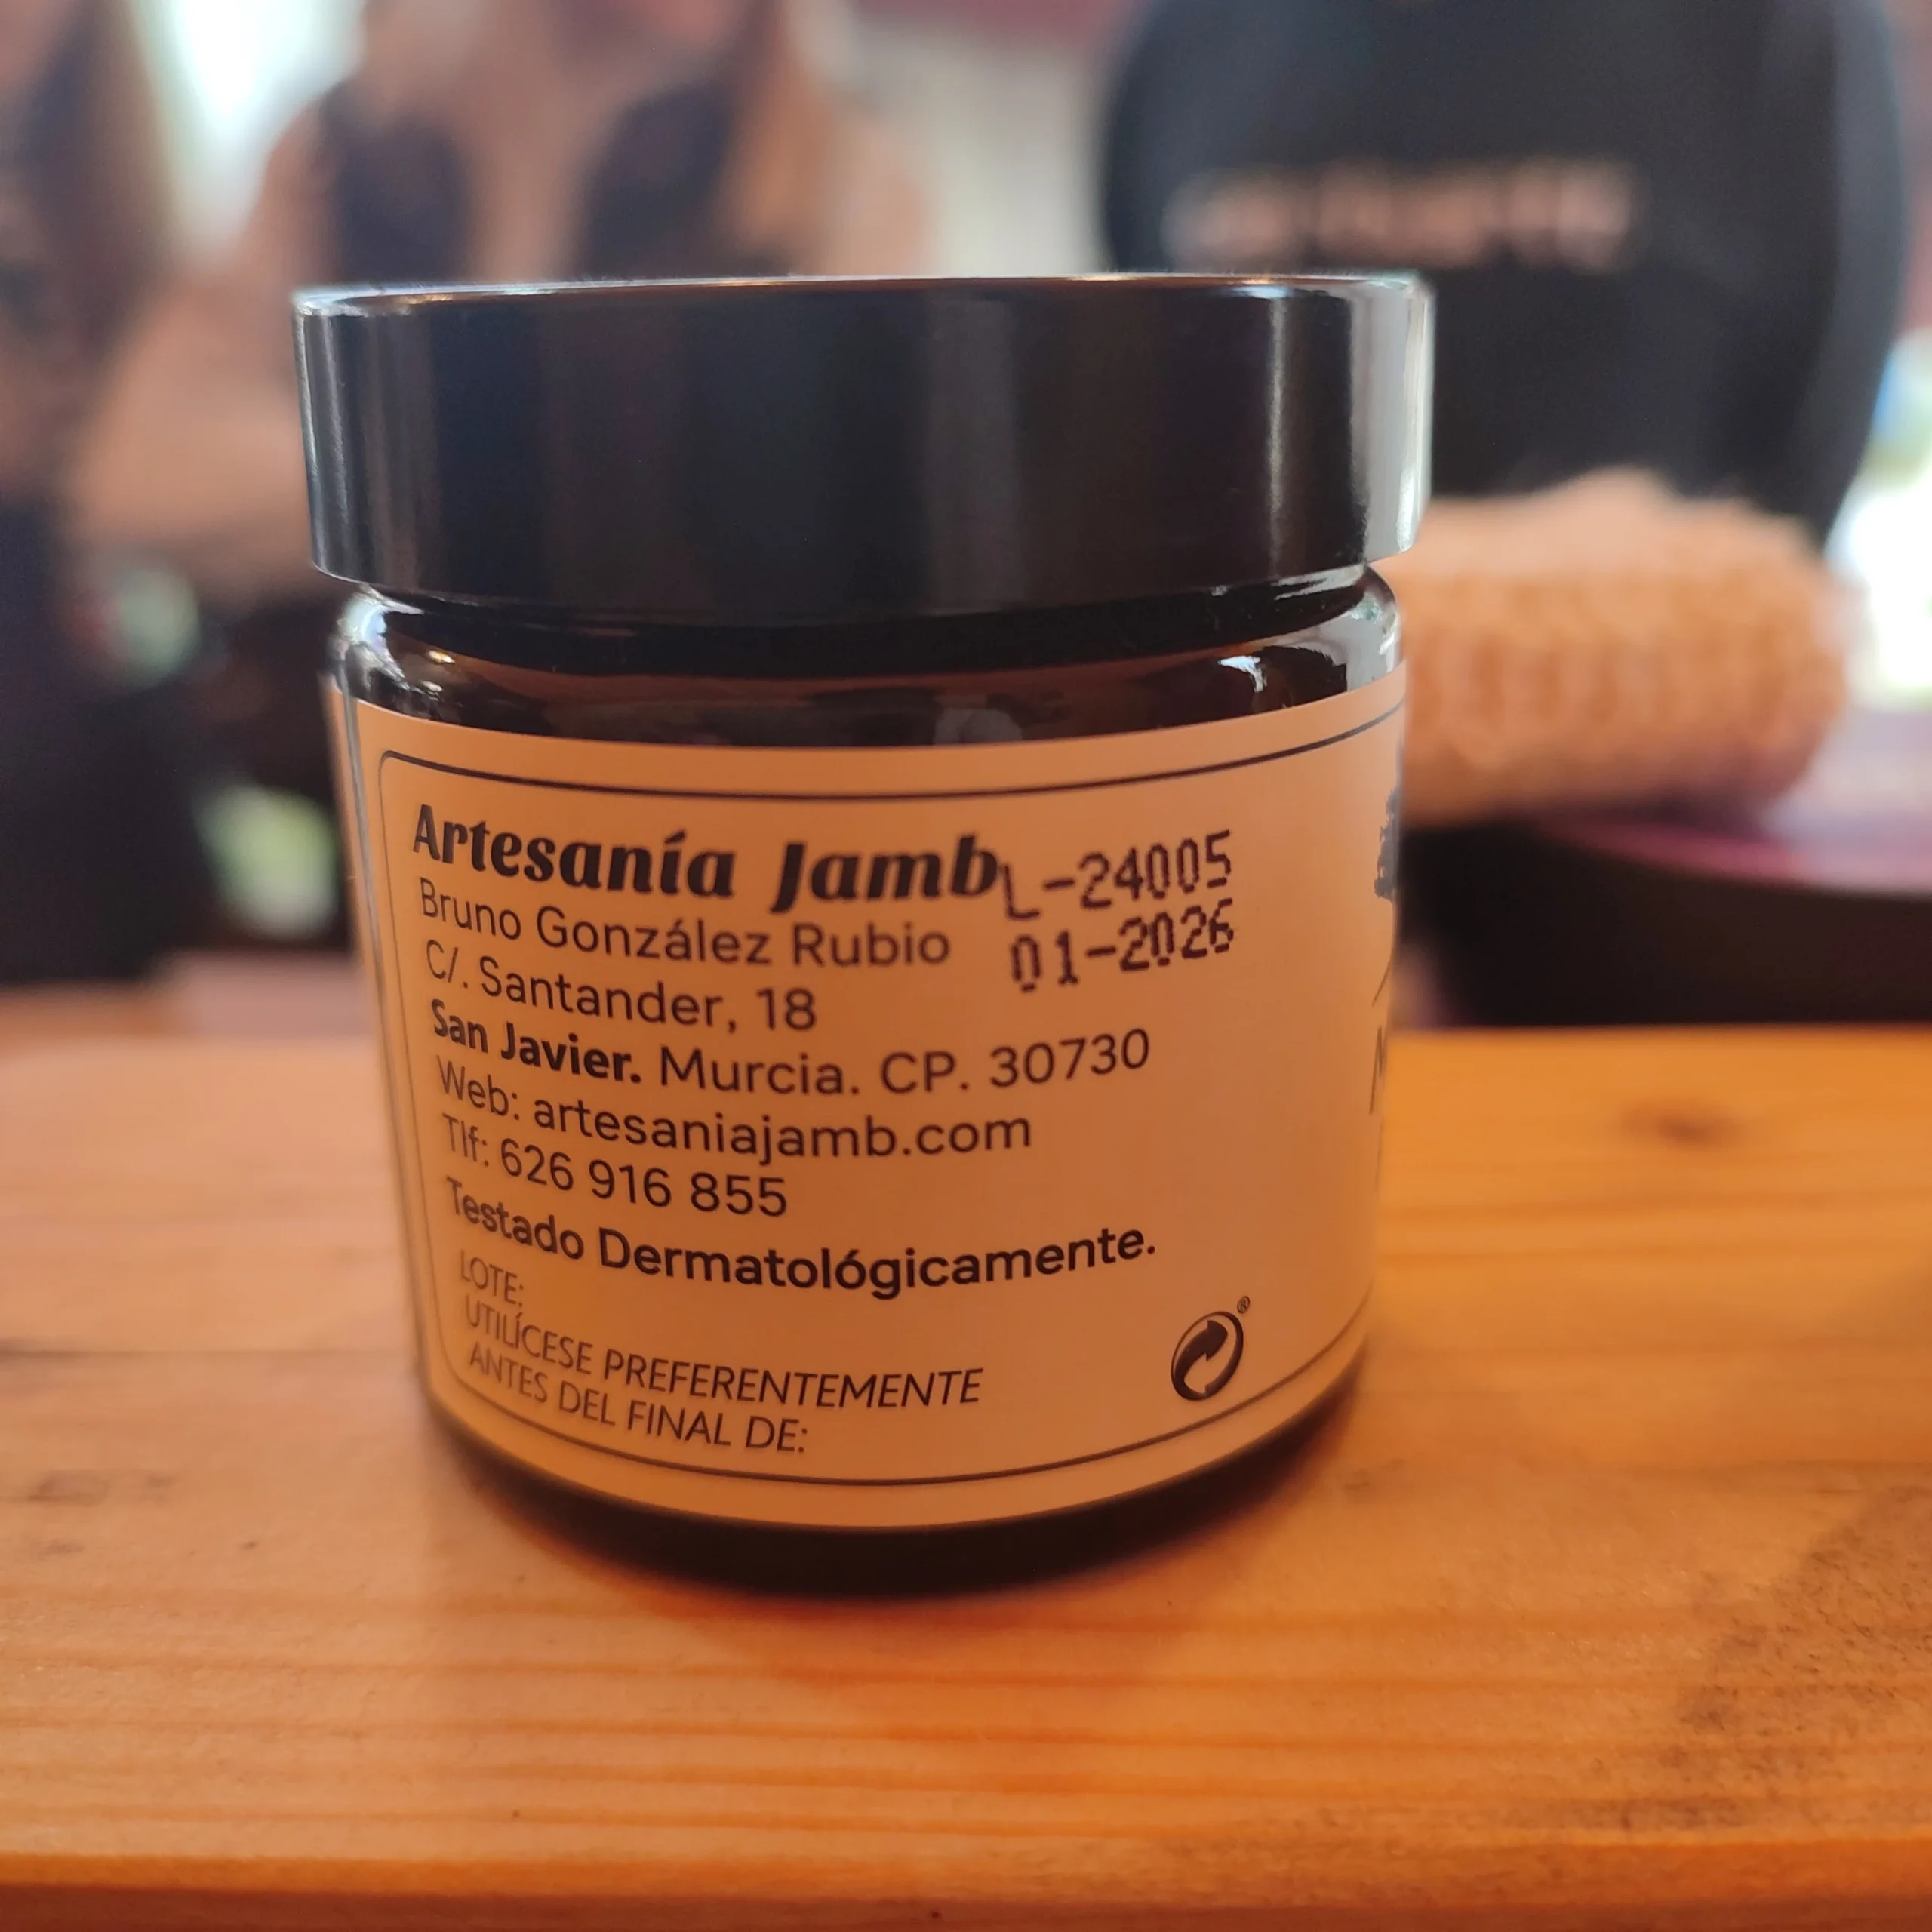 Artesanía Jamb
L-24005
Bruno González Rubio
01-2026
C/. Santander, 18
San Javier. Murcia. CP. 30730
Web: artesaniajamb.com
Tlf: 626 916 855
Testado Dermatológicamente.
LOTE:
UTILÍCESE PREFERENTEMENTE
ANTES DEL FINAL DE:
®